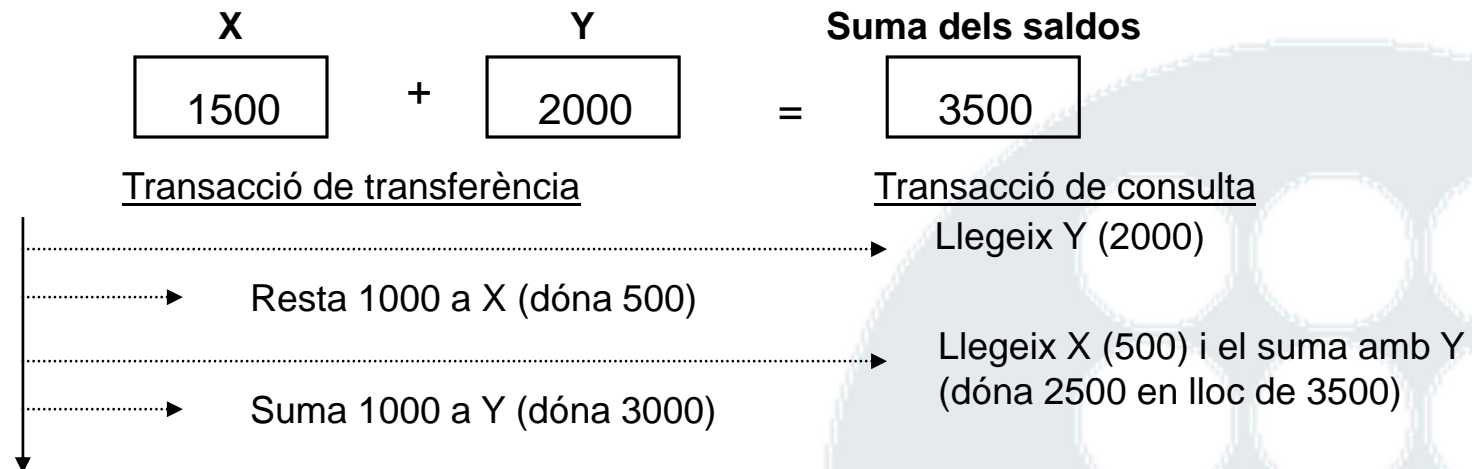 X Y Suma dels saldos
1500 + 2000 = 3500
Transacció de transferència Transacció de consulta
Llegeix Y (2000)
Resta 1000 a X (dóna 500)
Llegeix X (500) i el suma amb Y
(dóna 2500 en lloc de 3500)
Suma 1000 a Y (dóna 3000)